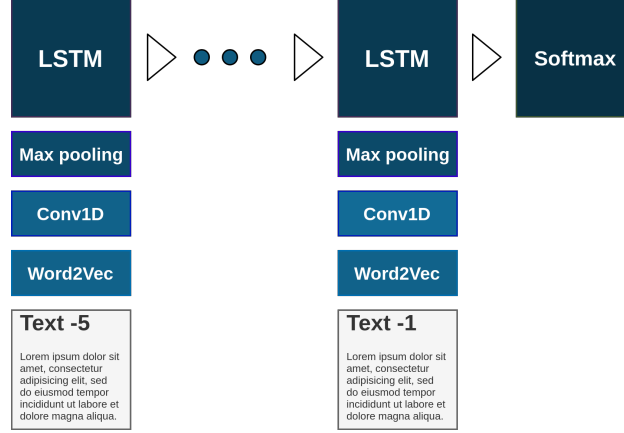 LSTM
LSTM
Softmax
Max pooling
Max pooling
Conv1D
Conv1D
Word2Vec
Word2Vec
Text -5
Lorem ipsum dolor sit
amet, consectetur
adipisicing elit, sed
do eiusmod tempor
incididunt ut labore et
dolore magna aliqua.
Text -1
Lorem ipsum dolor sit
amet, consectetur
adipisicing elit, sed
do eiusmod tempor
incididunt ut labore et
dolore magna aliqua.